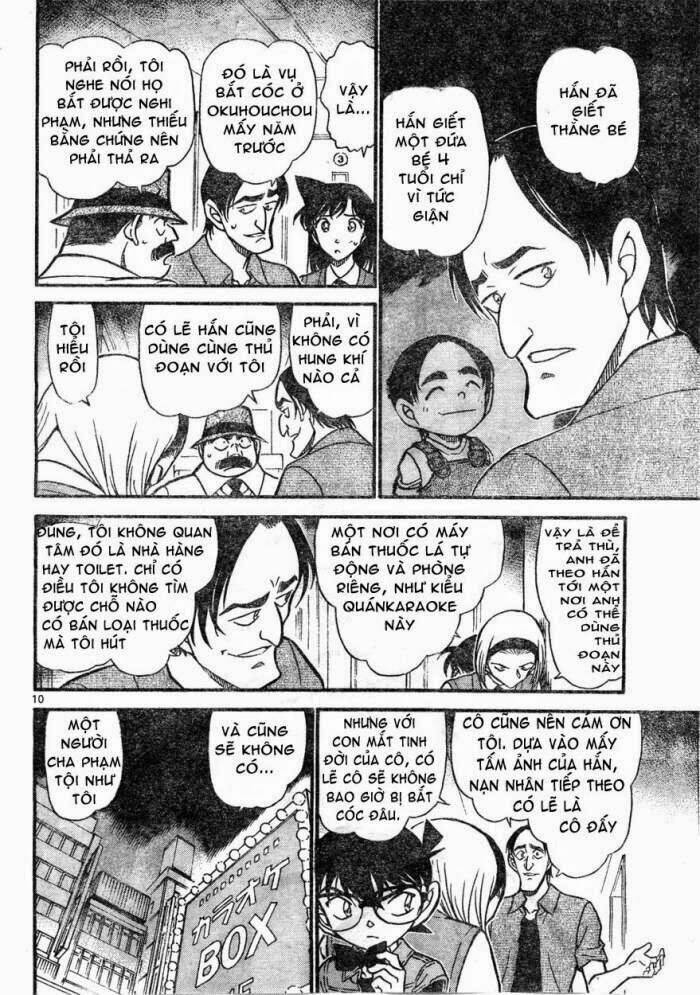 HẮN ĐÃ
GIẾT
THẰNG BÉ
HẮN GIẾT
MỘT ĐỨA
BÉ 4
TUỔI CHỈ
VÌ TỨC
GIẬN
VẬY
LÀ...
ĐÓ LÀ VỤ
BẮT CÓC Ở
OKUHOUCHOU
MẤY NĂM
TRƯỚC
PHẢI RỒI, TÔI
NGHE NÓI HỌ
BẮT ĐƯỢC NGHI
PHẠM, NHƯNG THIẾU
BẰNG CHỨNG NÊN
PHẢI THẢ RA
3
PHẢI, VÌ
KHÔNG CÓ
HUNG KHÍ
NÀO CẢ
CÓ LẼ HẮN CŨNG
DÙNG CÙNG THỦ
ĐOẠN VỚI TÔI
TÔI
HIỂU
RỒI
VẬY LÀ ĐỂ
TRẢ THÙ,
ANH ĐÃ
THEO HẮN
TỚI MỘT
NƠI ANH
CÓ THỂ
DÙNG
THỦ
ĐOẠN
NÀY
MỘT NƠI CÓ MÁY
BÁN THUỐC LÁ TỰ
ĐỘNG VÀ PHÒNG
RIÊNG, NHƯ KIỂU
QUÁNKARAOKE
NÀY
ĐÚNG, TÔI KHÔNG QUAN
TÂM ĐÓ LÀ NHÀ HÀNG
HAY TOILET. CHỈ CÓ
ĐIỀU TÔI KHÔNG TÌM
ĐƯỢC CHỖ NÀO
CÓ BÁN LOẠI THUỐC
MÀ TÔI HÚT
10
CÔ CŨNG NÊN CẢM ƠN
TÔI. DỰA VÀO MẤY
TẤM ẢNH CỦA HẮN,
NẠN NHÂN TIẾP THEO
CÓ LẼ LÀ
CÔ ĐẤY
NHƯNG VỚI
CON MẮT TINH
ĐỜI CỦA CÔ, CÓ
LẼ CÔ SẼ KHÔNG
BAO GIỜ BỊ BẮT
CÓC ĐÂU.
VÀ CŨNG
SẼ KHÔNG
CÓ...
MỘT
NGƯỜI
CHA PHẠM
TỘI NHƯ
TÔI
カラオケ
BOX